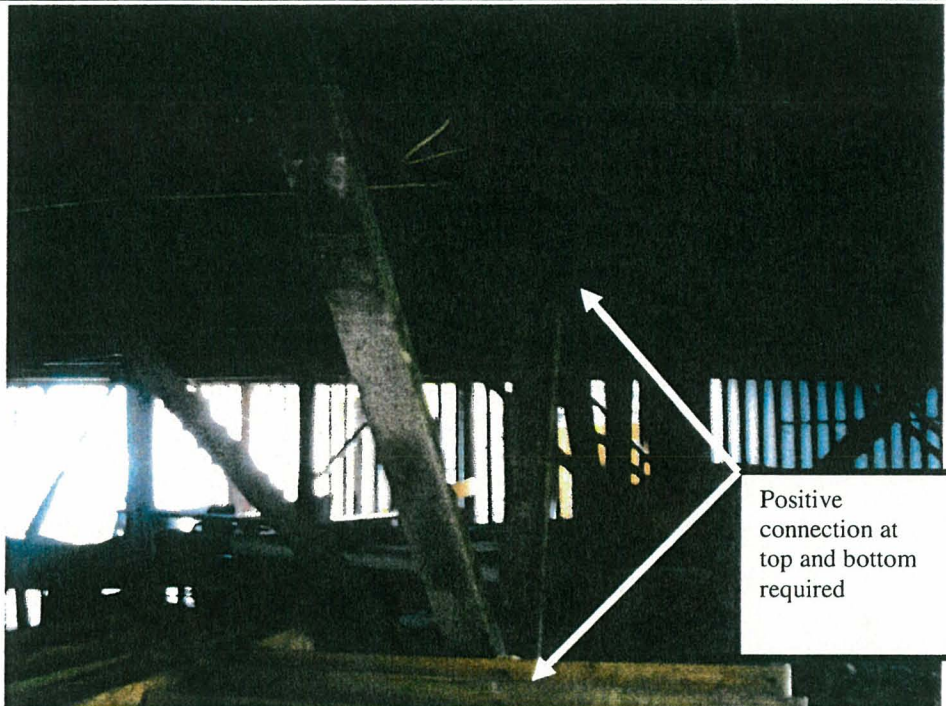 Positive
connection at
top and bottom
required